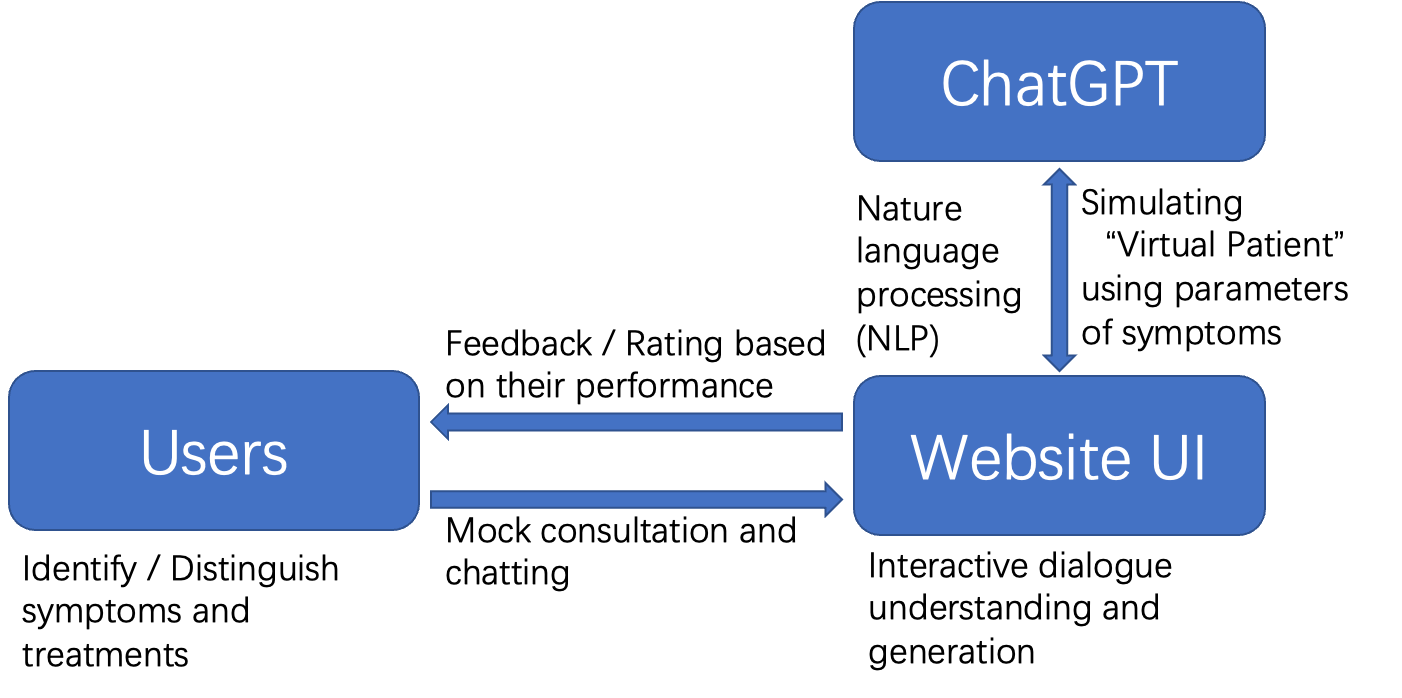 ChatGPT
Nature
language
processing
(NLP)
Simulating
“Virtual Patient”
using parameters
of symptoms
Feedback / Rating based
on their performance
Users
Website UI
Mock consultation and
chatting
Identify / Distinguish
symptoms and
treatments
Interactive dialogue
understanding and
generation